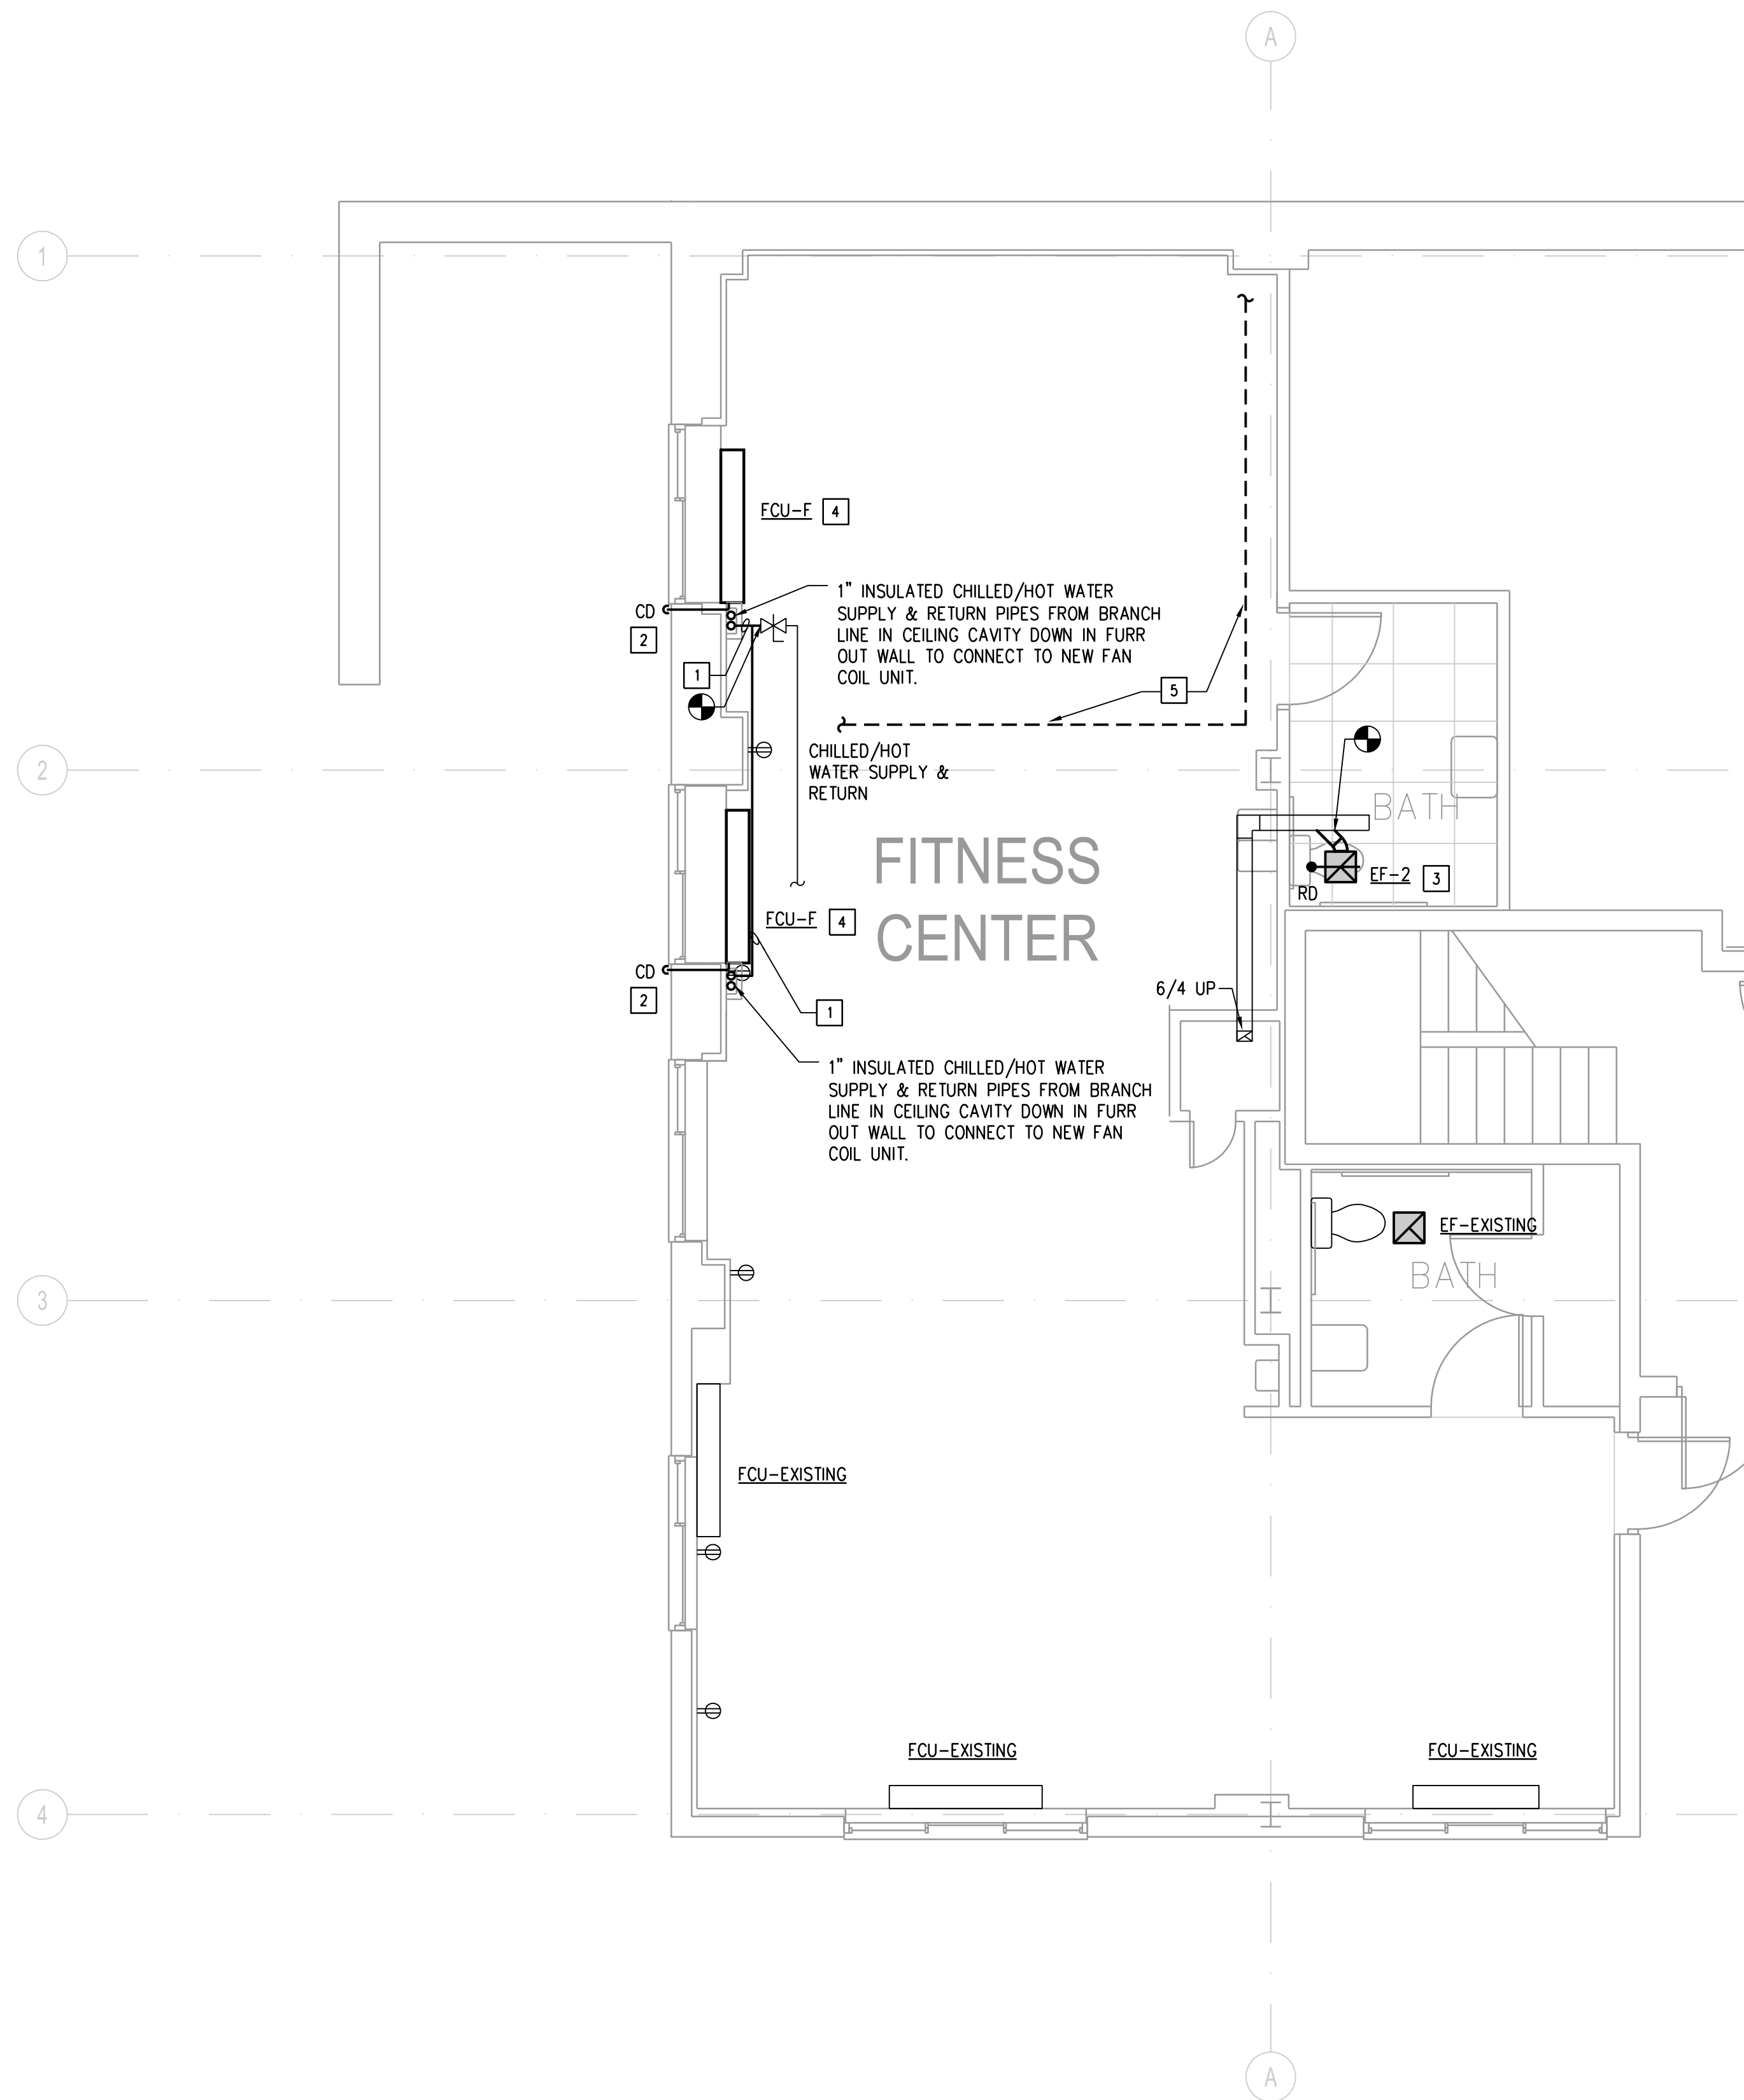 A
1
FCU-F 4
1" INSULATED CHILLED/HOT WATER
SUPPLY & RETURN PIPES FROM BRANCH
LINE IN CEILING CAVITY DOWN IN FURR
OUT WALL TO CONNECT TO NEW FAN
COIL UNIT.
CD
2
1
5
2
CHILLED/HOT
WATER SUPPLY &
RETURN
BATH
FITNESS
CENTER
EF-2 3
RD
FCU-F 4
CD
2
6/4 UP
1
1" INSULATED CHILLED/HOT WATER
SUPPLY & RETURN PIPES FROM BRANCH
LINE IN CEILING CAVITY DOWN IN FURR
OUT WALL TO CONNECT TO NEW FAN
COIL UNIT.
EF-EXISTING
BATH
3
FCU-EXISTING
FCU-EXISTING
FCU-EXISTING
4
A